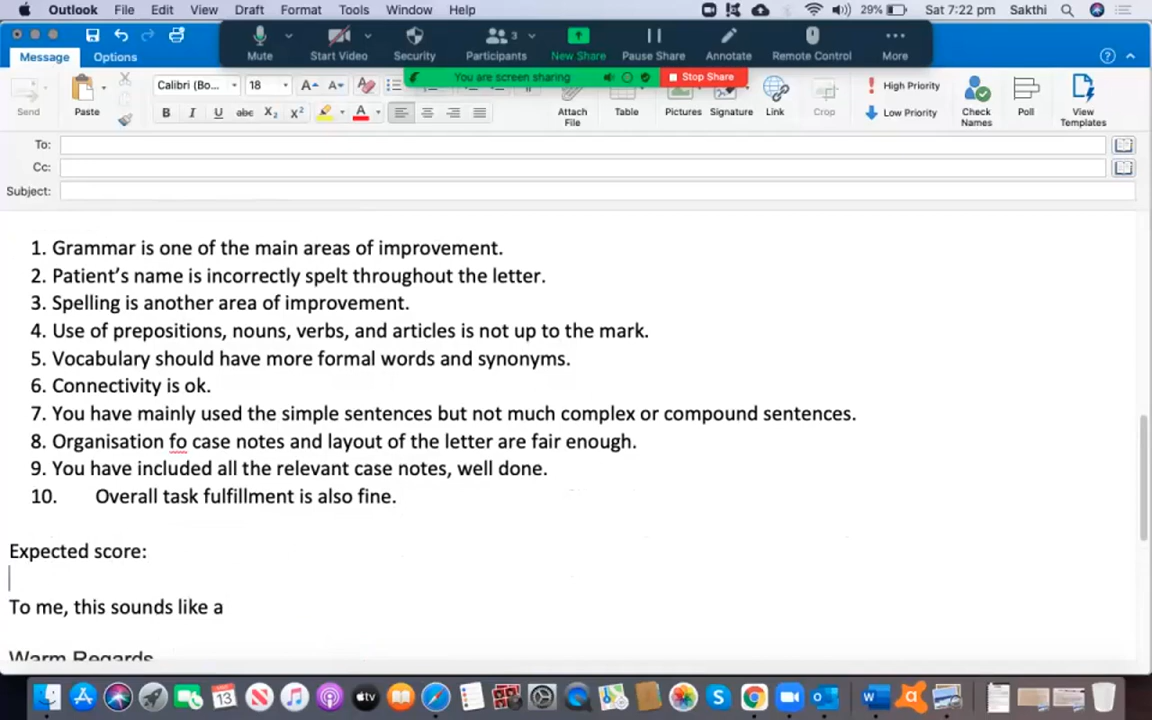 Outlook File Edit View Draft Format Tools Window Help 29% Sat 7:22 pm Sakthi
Mute Start Video Security Participants 3 New Share Pause Share Annotate Remote Control More
Message Options
You are screen sharing Stop Share
Send Paste Calibri (Bo... 18 A A
B I U abc X2 X2 A
Attach File Table Pictures Signature Link Crop
High Priority
Low Priority
Check Names Poll View Templates
To:
Cc:
Subject:
1. Grammar is one of the main areas of improvement.
2. Patient’s name is incorrectly spelt throughout the letter.
3. Spelling is another area of improvement.
4. Use of prepositions, nouns, verbs, and articles is not up to the mark.
5. Vocabulary should have more formal words and synonyms.
6. Connectivity is ok.
7. You have mainly used the simple sentences but not much complex or compound sentences.
8. Organisation fo case notes and layout of the letter are fair enough.
9. You have included all the relevant case notes, well done.
10. Overall task fulfillment is also fine.
Expected score:
To me, this sounds like a
Warm Regards
13 tv